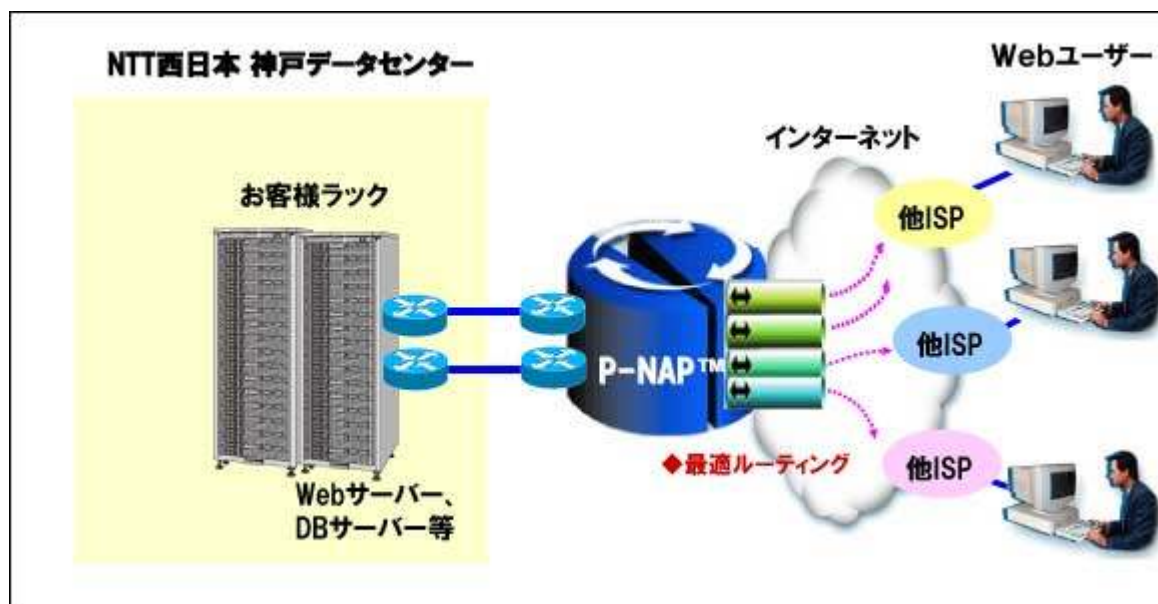 NTT西日本 神戸データセンター
Webユーザー
インターネット
お客様ラック
他ISP
他ISP
P-NAP™
◆最適ルーティング
他ISP
Webサーバー、
DBサーバー等